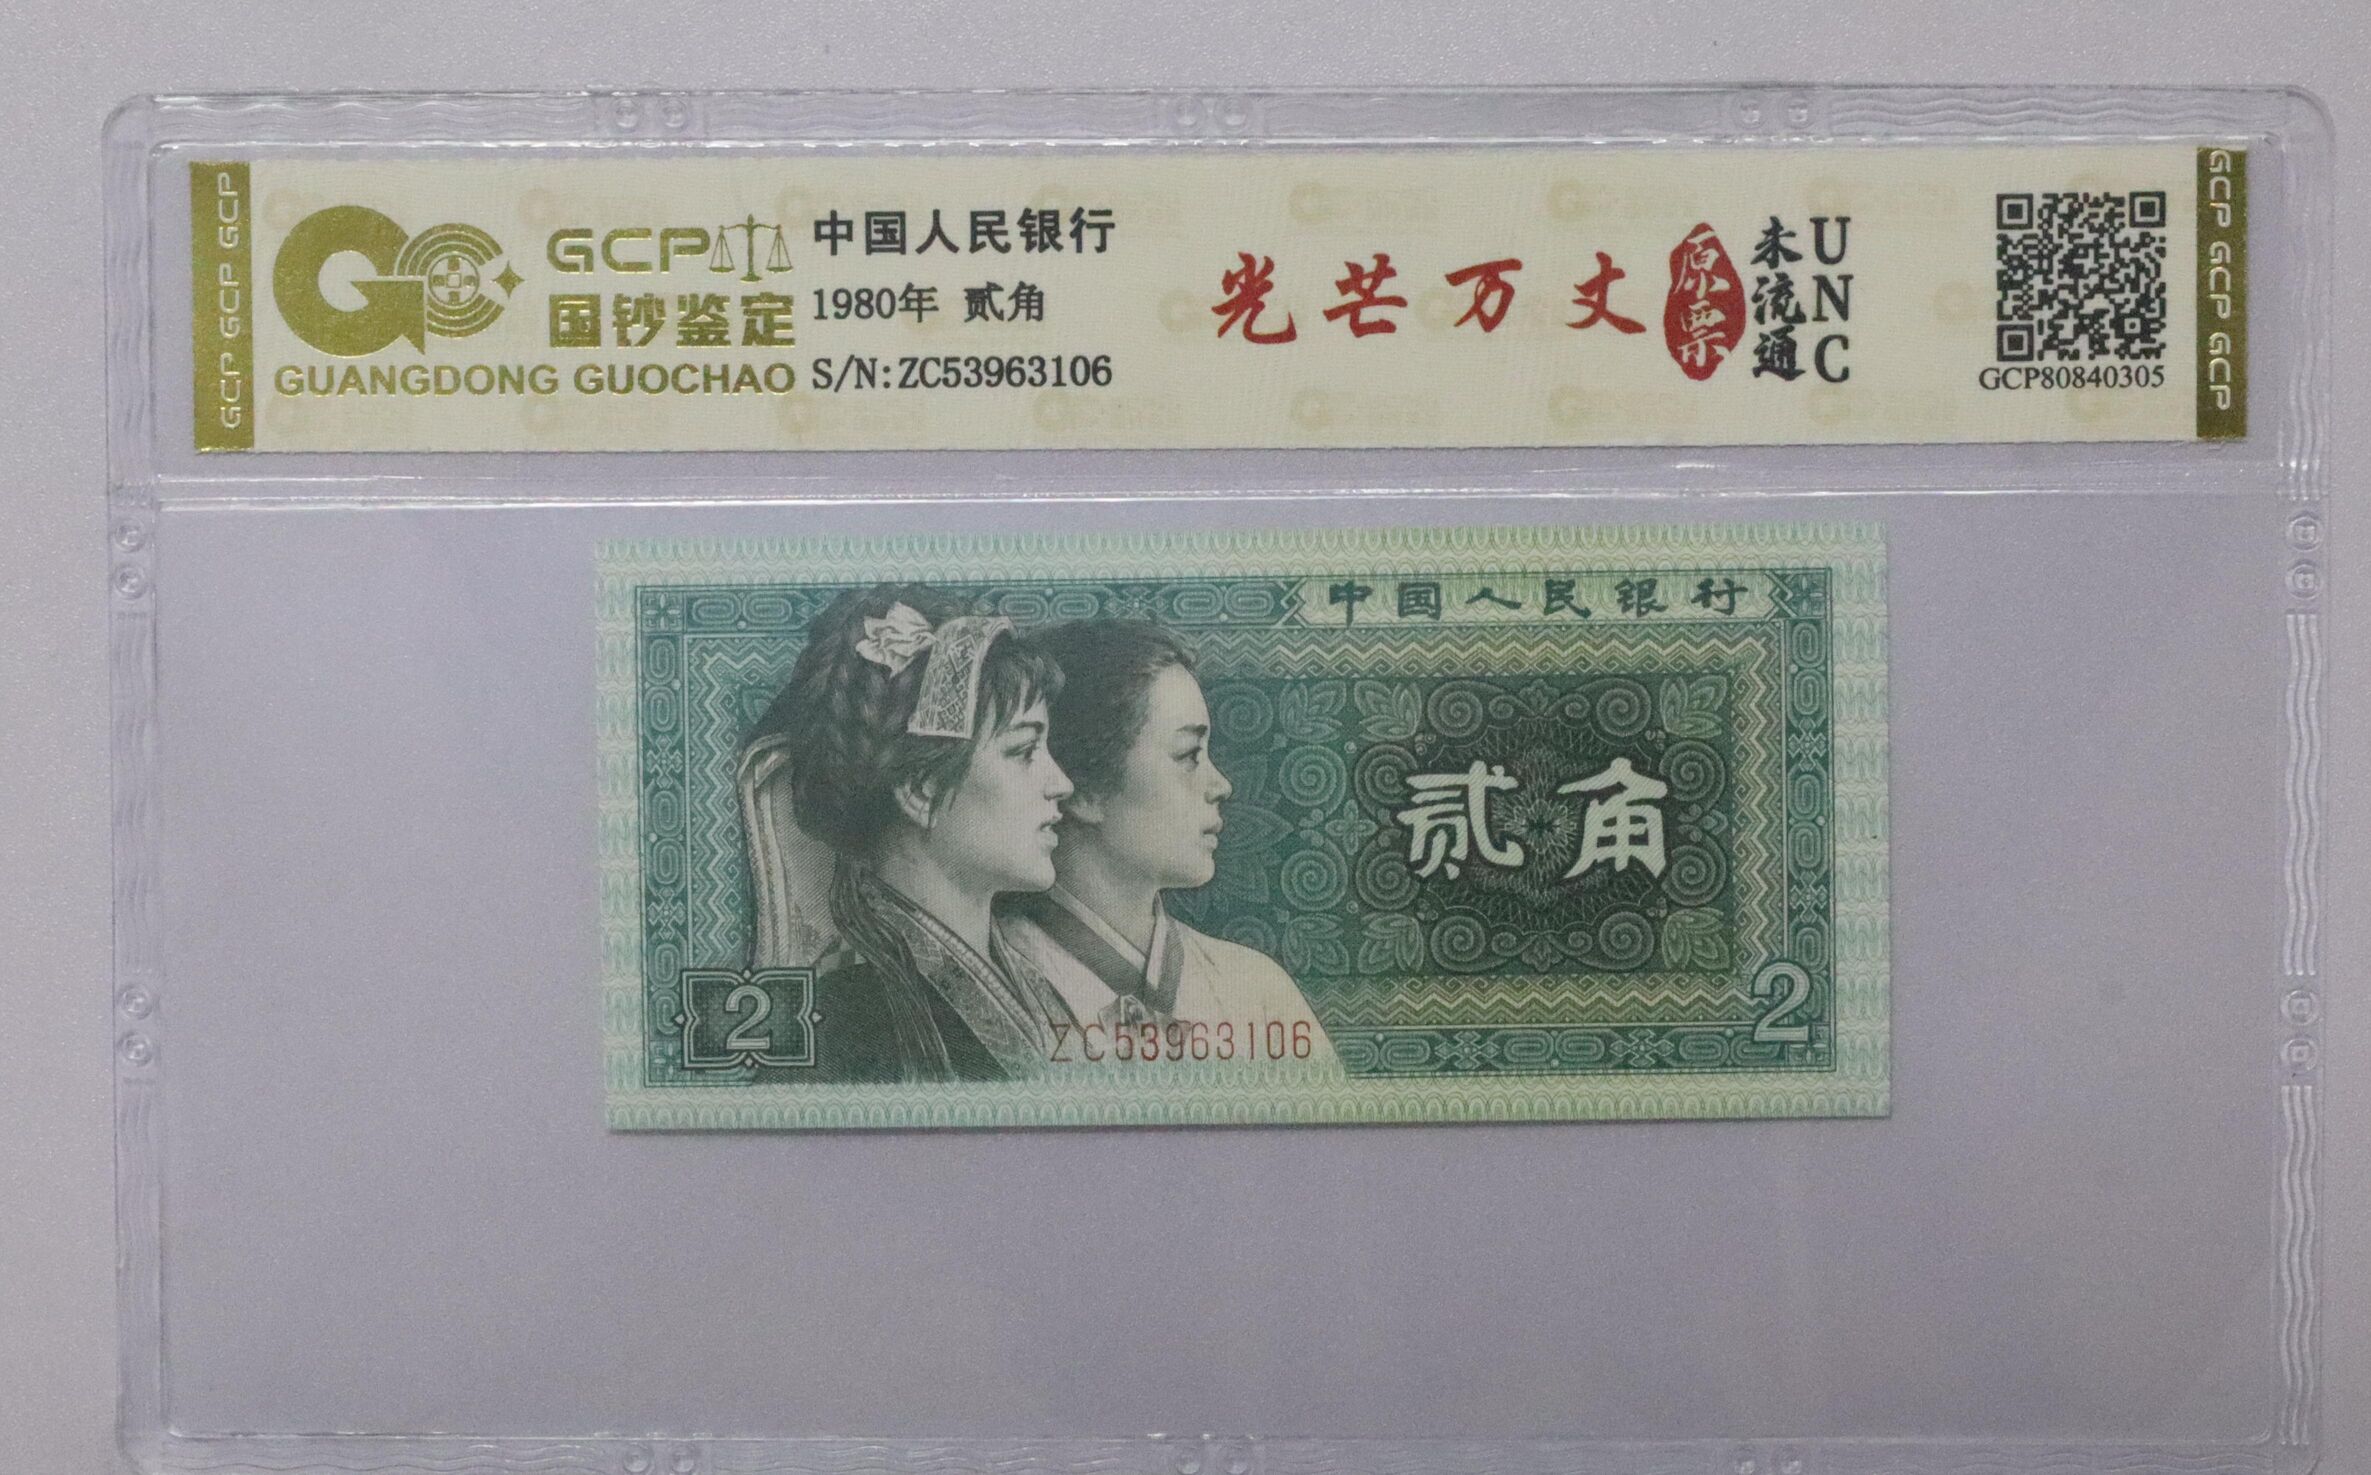 GCP GCP GCP
GCP
国钞鉴定
GUANGDONG GUOCHAO
中国人民银行
1980年 贰角
S/N:ZC53963106
光芒万丈
原票
未流通
UNC
GCP80840305
GCP GCP GCP
中国人民银行
贰角
2
ZC53963106
2